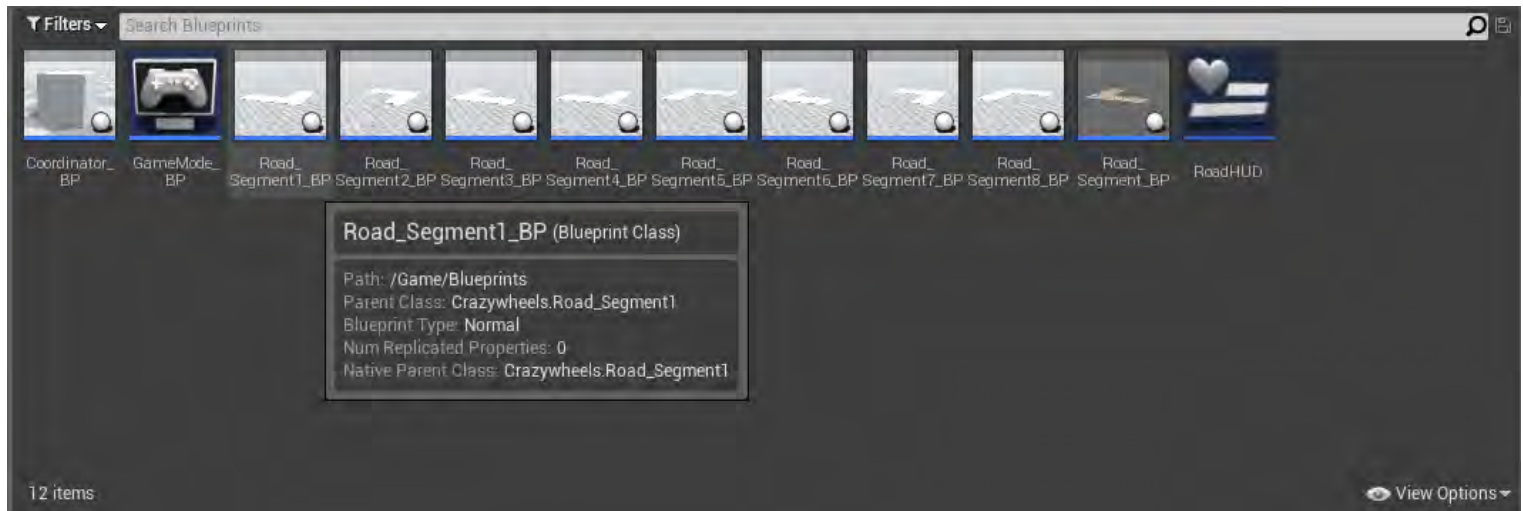 Filters
Search Blueprints
Coordinator_
BP
GameMode_
BP
Road_
Segment1_BP
Road_
Segment2_BP
Road_
Segment3_BP
Road_
Segment4_BP
Road_
Segment5_BP
Road_
Segment6_BP
Road_
Segment7_BP
Road_
Segment8_BP
Road_
Segment_BP
RoadHUD
Road_Segment1_BP (Blueprint Class)
Path: /Game/Blueprints
Parent Class: Crazywheels.Road_Segment1
Blueprint Type: Normal
Num Replicated Properties: 0
Native Parent Class: Crazywheels.Road_Segment1
12 items
View Options